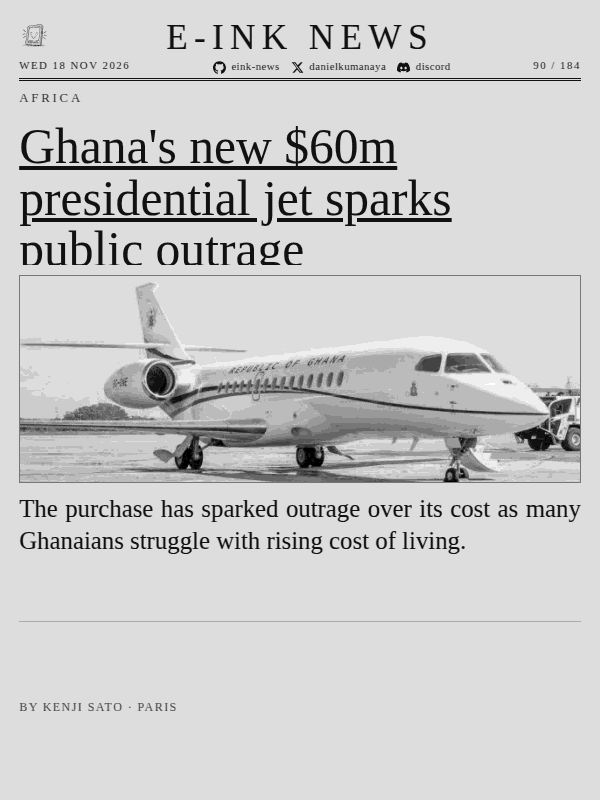 E-INK NEWS
WED 18 NOV 2026
eink-news
danielkumanaya
discord
90 / 184
AFRICA
Ghana's new $60m
presidential jet sparks
public outrage
REPUBLIC OF GHANA
The purchase has sparked outrage over its cost as many
Ghanaians struggle with rising cost of living.
BY KENJI SATO · PARIS